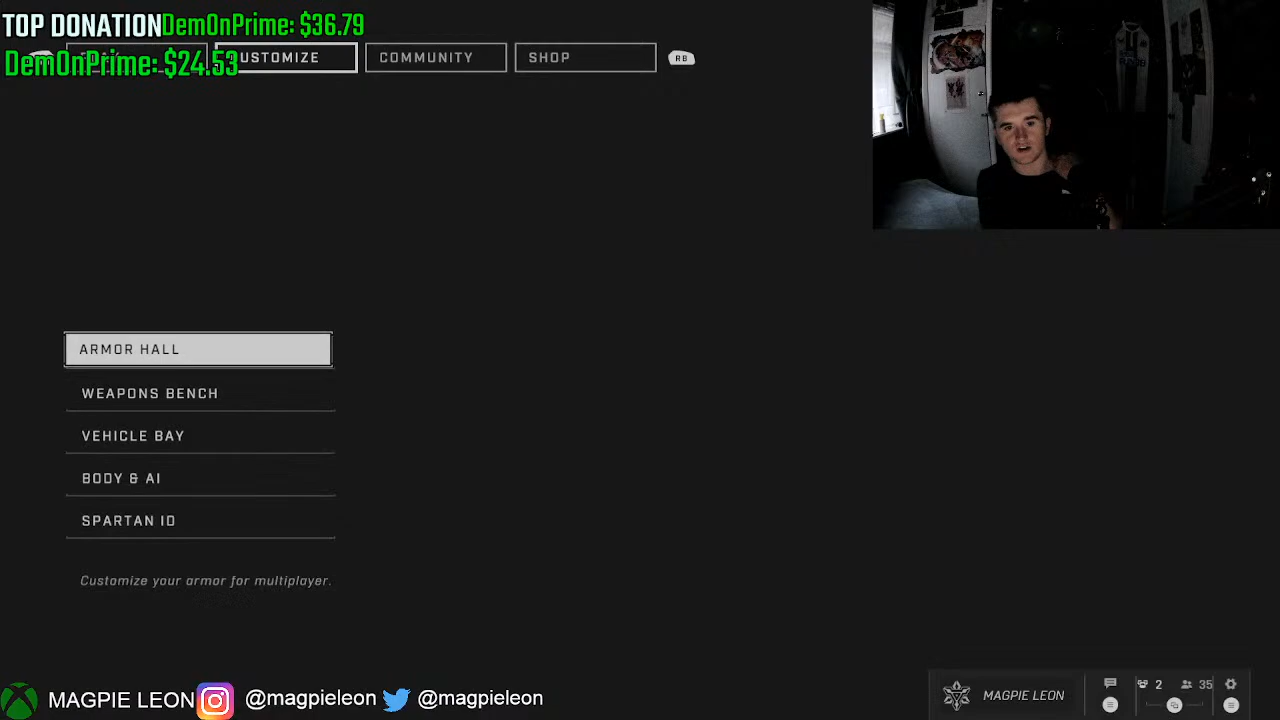 TOP DONATION DemOnPrime: $36.79
DemOnPrime: $24.53
CUSTOMIZE
COMMUNITY
SHOP
RB
ARMOR HALL
WEAPONS BENCH
VEHICLE BAY
BODY & AI
SPARTAN ID
Customize your armor for multiplayer.
MAGPIE LEON
@magpieleon
@magpieleon
MAGPIE LEON
2
35